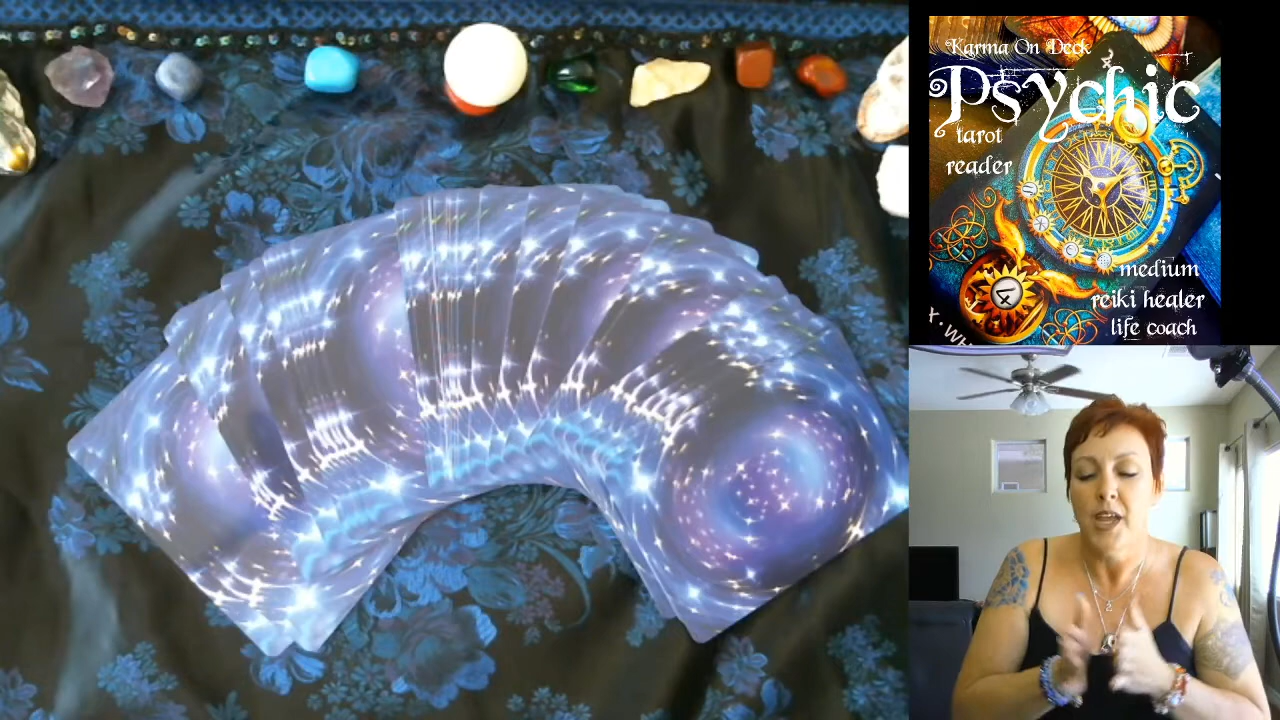 Karma On Deck
Psychic
tarot
reader
medium
reiki healer
life coach